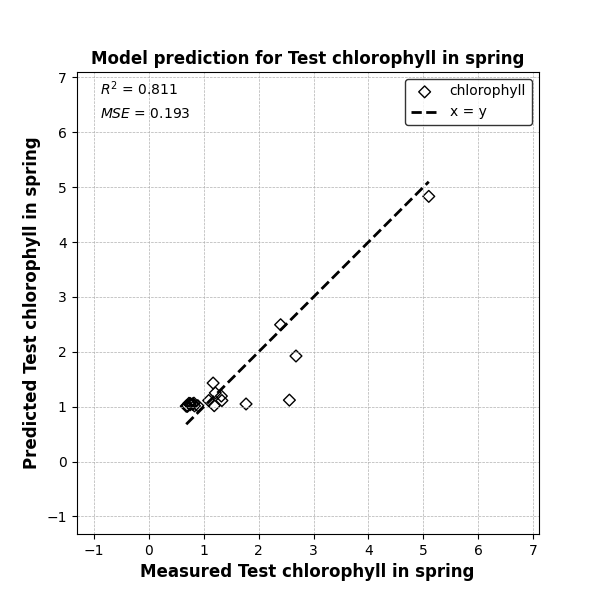 Model prediction for Test chlorophyll in spring
R² = 0.811
MSE = 0.193
chlorophyll
x = y
Predicted Test chlorophyll in spring
7
6
5
4
3
2
1
0
−1
−1 0 1 2 3 4 5 6 7
Measured Test chlorophyll in spring